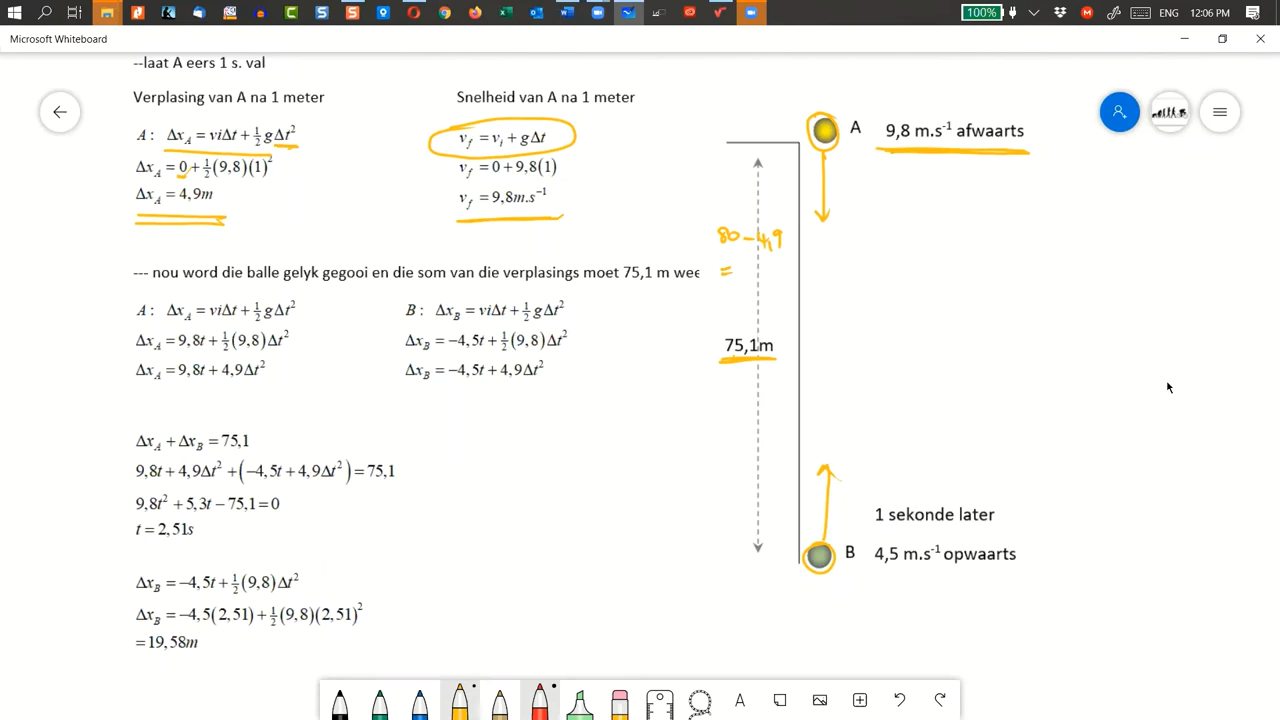 100%
ENG
12:06 PM
Microsoft Whiteboard
--laat A eers 1 s. val
Verplasing van A na 1 meter
A: Δx_A = viΔt + ½gΔt²
Δx_A = 0 + ½(9,8)(1)²
Δx_A = 4,9m
Snelheid van A na 1 meter
v_f = v_i + gΔt
v_f = 0 + 9,8(1)
v_f = 9,8m.s⁻¹
A 9,8 m.s⁻¹ afwaarts
80 - 4,9
=
75,1m
--- nou word die balle gelyk gegooi en die som van die verplasings moet 75,1 m wee
A: Δx_A = viΔt + ½gΔt²
Δx_A = 9,8t + ½(9,8)Δt²
Δx_A = 9,8t + 4,9Δt²
B: Δx_B = viΔt + ½gΔt²
Δx_B = -4,5t + ½(9,8)Δt²
Δx_B = -4,5t + 4,9Δt²
Δx_A + Δx_B = 75,1
9,8t + 4,9Δt² + (-4,5t + 4,9Δt²) = 75,1
9,8t² + 5,3t - 75,1 = 0
t = 2,51s
1 sekonde later
B 4,5 m.s⁻¹ opwaarts
Δx_B = -4,5t + ½(9,8)Δt²
Δx_B = -4,5(2,51) + ½(9,8)(2,51)²
= 19,58m